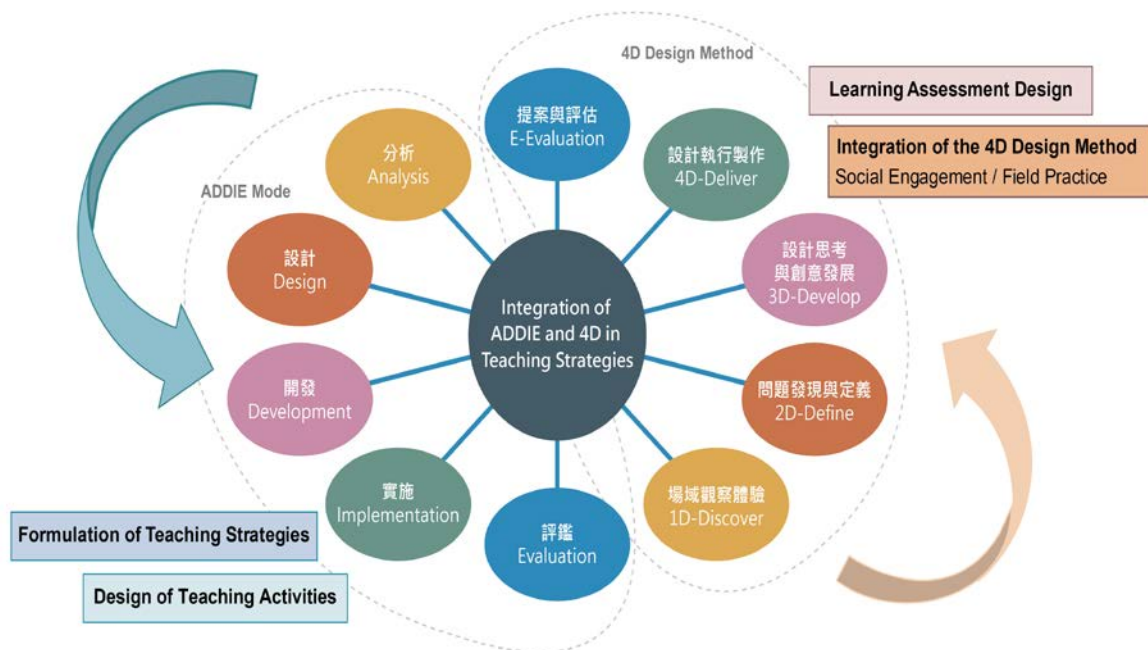 4D Design Method
Learning Assessment Design
Integration of the 4D Design Method
Social Engagement / Field Practice
ADDIE Mode
分析
Analysis
設計
Design
開發
Development
實施
Implementation
評鑑
Evaluation
場域觀察體驗
1D-Discover
問題發現與定義
2D-Define
設計思考
與創意發展
3D-Develop
設計執行製作
4D-Deliver
提案與評估
E-Evaluation
Integration of
ADDIE and 4D in
Teaching Strategies
Formulation of Teaching Strategies
Design of Teaching Activities